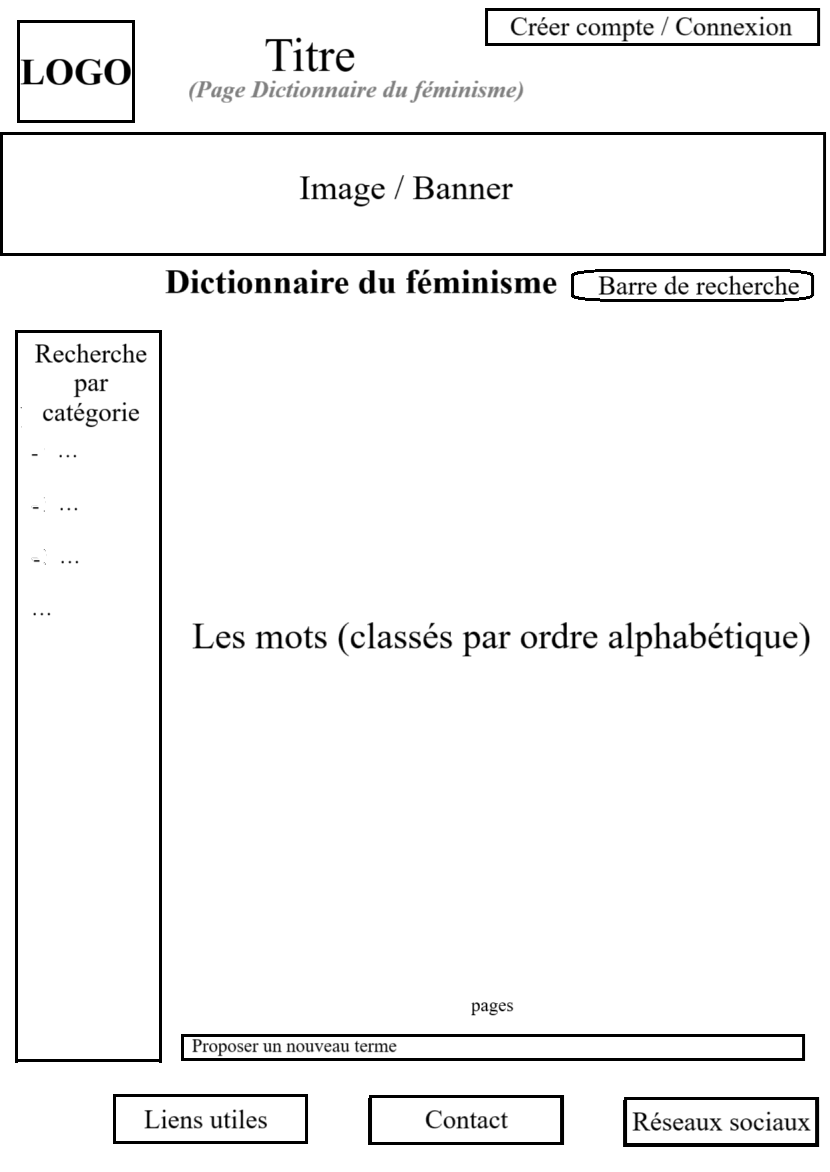 Créer compte / Connexion
LOGO
Titre
(Page Dictionnaire du féminisme)
Image / Banner
Dictionnaire du féminisme
Barre de recherche
Recherche
par
catégorie
- ...
- ...
- ...
...
Les mots (classés par ordre alphabétique)
pages
Proposer un nouveau terme
Liens utiles
Contact
Réseaux sociaux